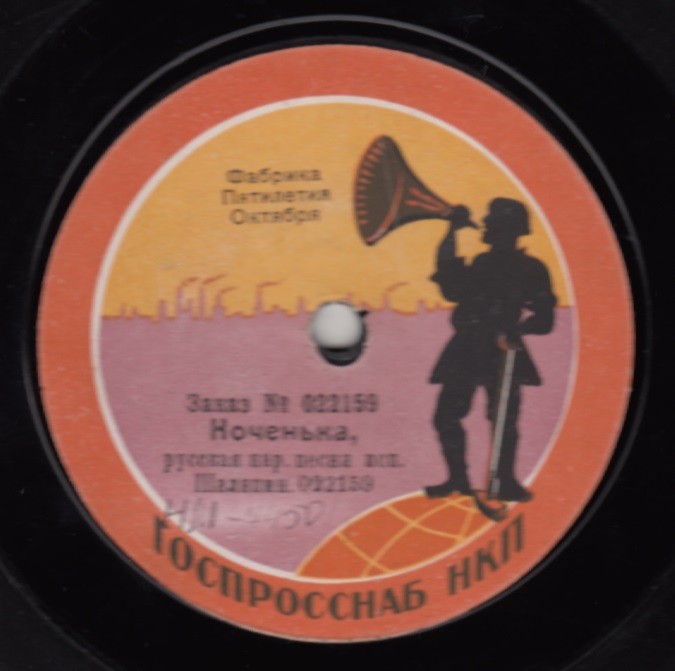 Фабрика
Пятилетия
Октября
Заказ № 022159
Ноченька,
русская нар. песня исп.
Шаляпин. 022159
ГОСПРОССНАБ НКП